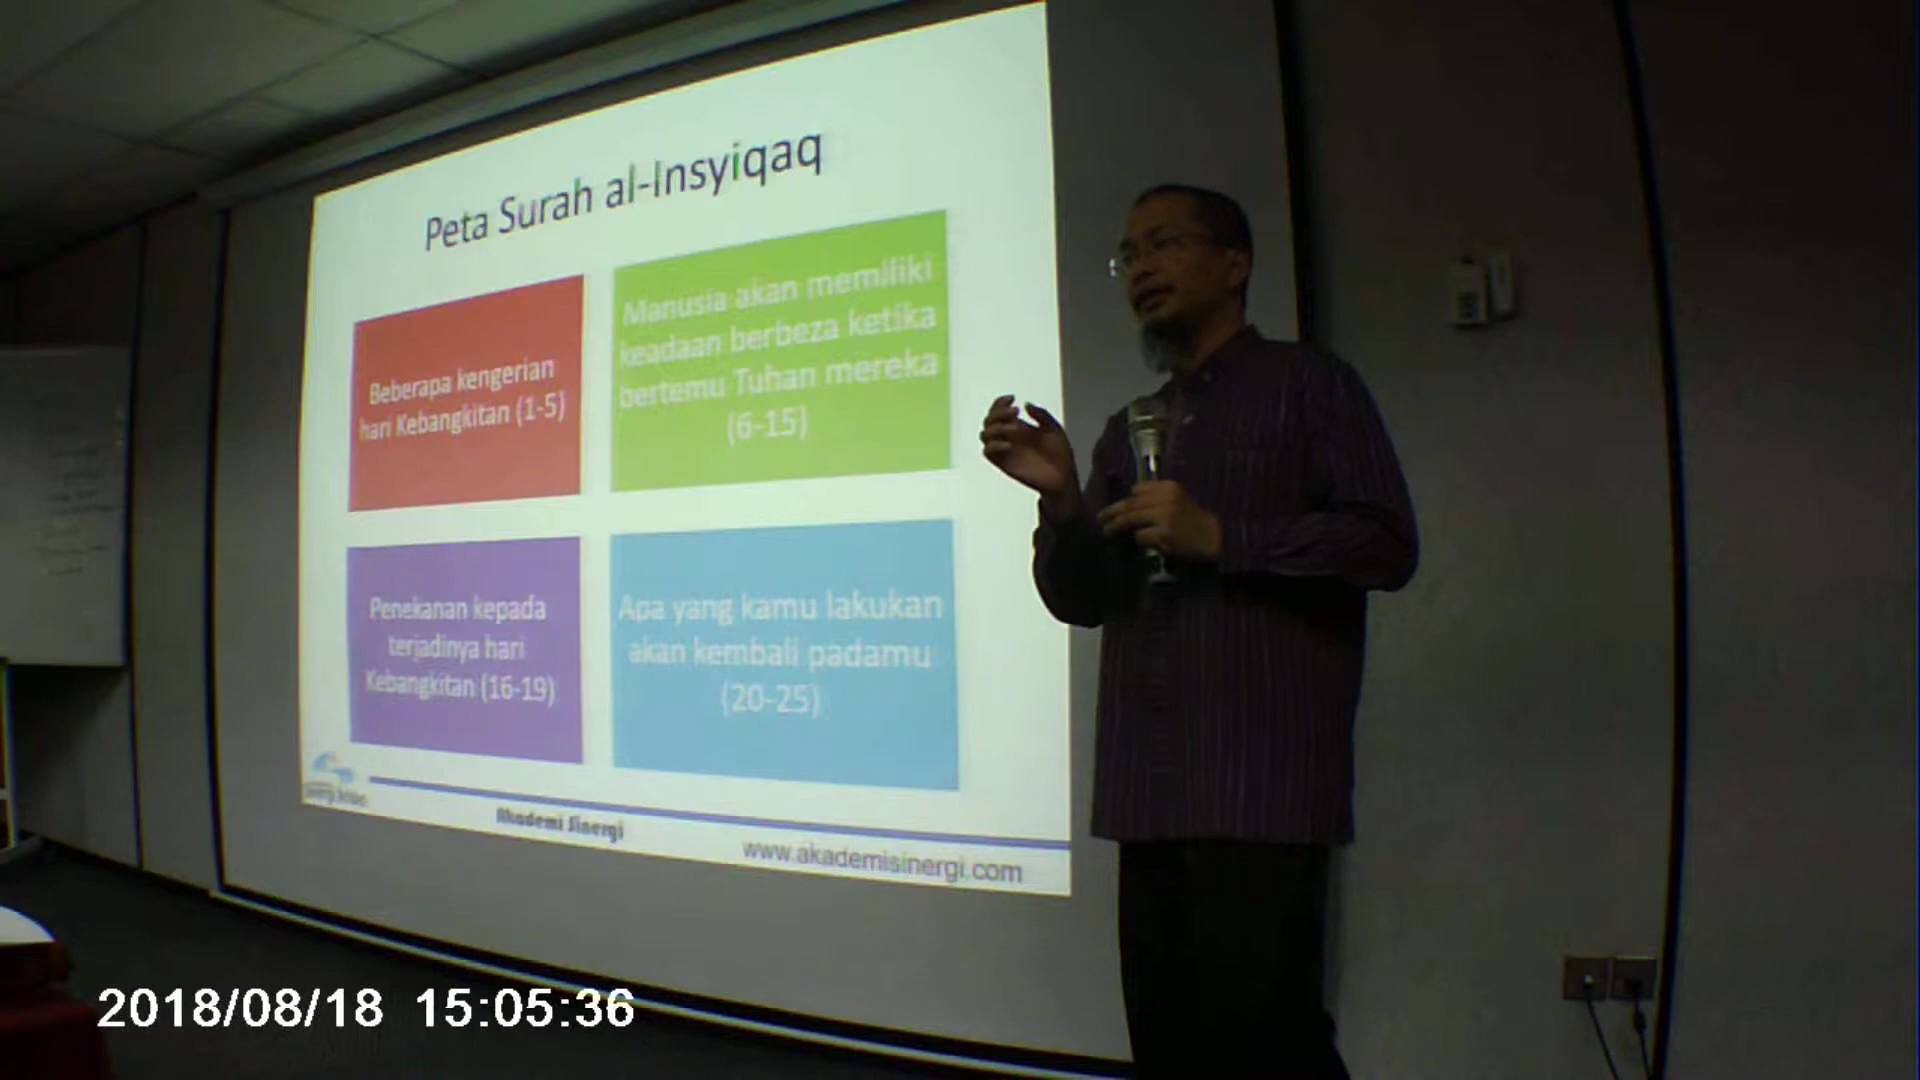 Peta Surah al-Insyiqaq
Beberapa kengerian
hari Kebangkitan (1-5)
Manusia akan memiliki
keadaan berbeza ketika
bertemu Tuhan mereka
(6-15)
Penekanan kepada
terjadinya hari
Kebangkitan (16-19)
Apa yang kamu lakukan
akan kembali padamu
(20-25)
Akademi Sinergi
www.akademisinergi.com
2018/08/18 15:05:36